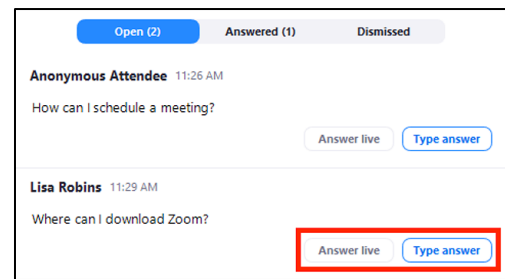 Open (2) Answered (1) Dismissed
Anonymous Attendee 11:26 AM
How can I schedule a meeting?
Answer live Type answer
Lisa Robins 11:29 AM
Where can I download Zoom?
Answer live Type answer